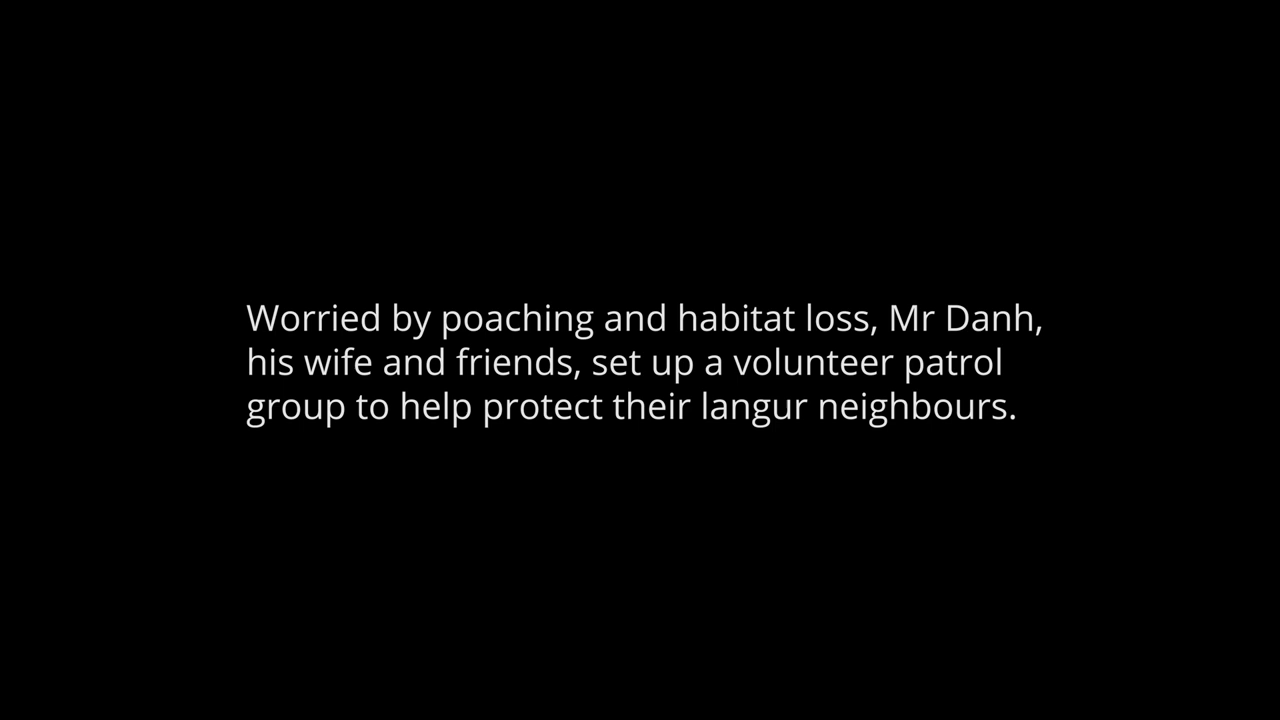 Worried by poaching and habitat loss, Mr Danh,
his wife and friends, set up a volunteer patrol
group to help protect their langur neighbours.